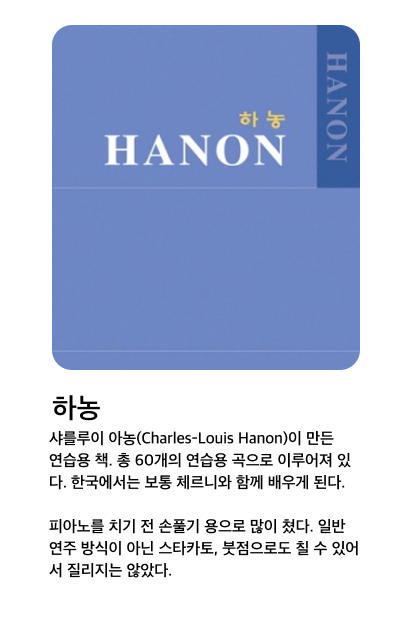 하농
HANON
HANON
하농
샤를루이 아농(Charles-Louis Hanon)이 만든
연습용 책. 총 60개의 연습용 곡으로 이루어져 있
다. 한국에서는 보통 체르니와 함께 배우게 된다.
피아노를 치기 전 손풀기 용으로 많이 쳤다. 일반
연주 방식이 아닌 스타카토, 붓점으로도 칠 수 있어
서 질리지는 않았다.